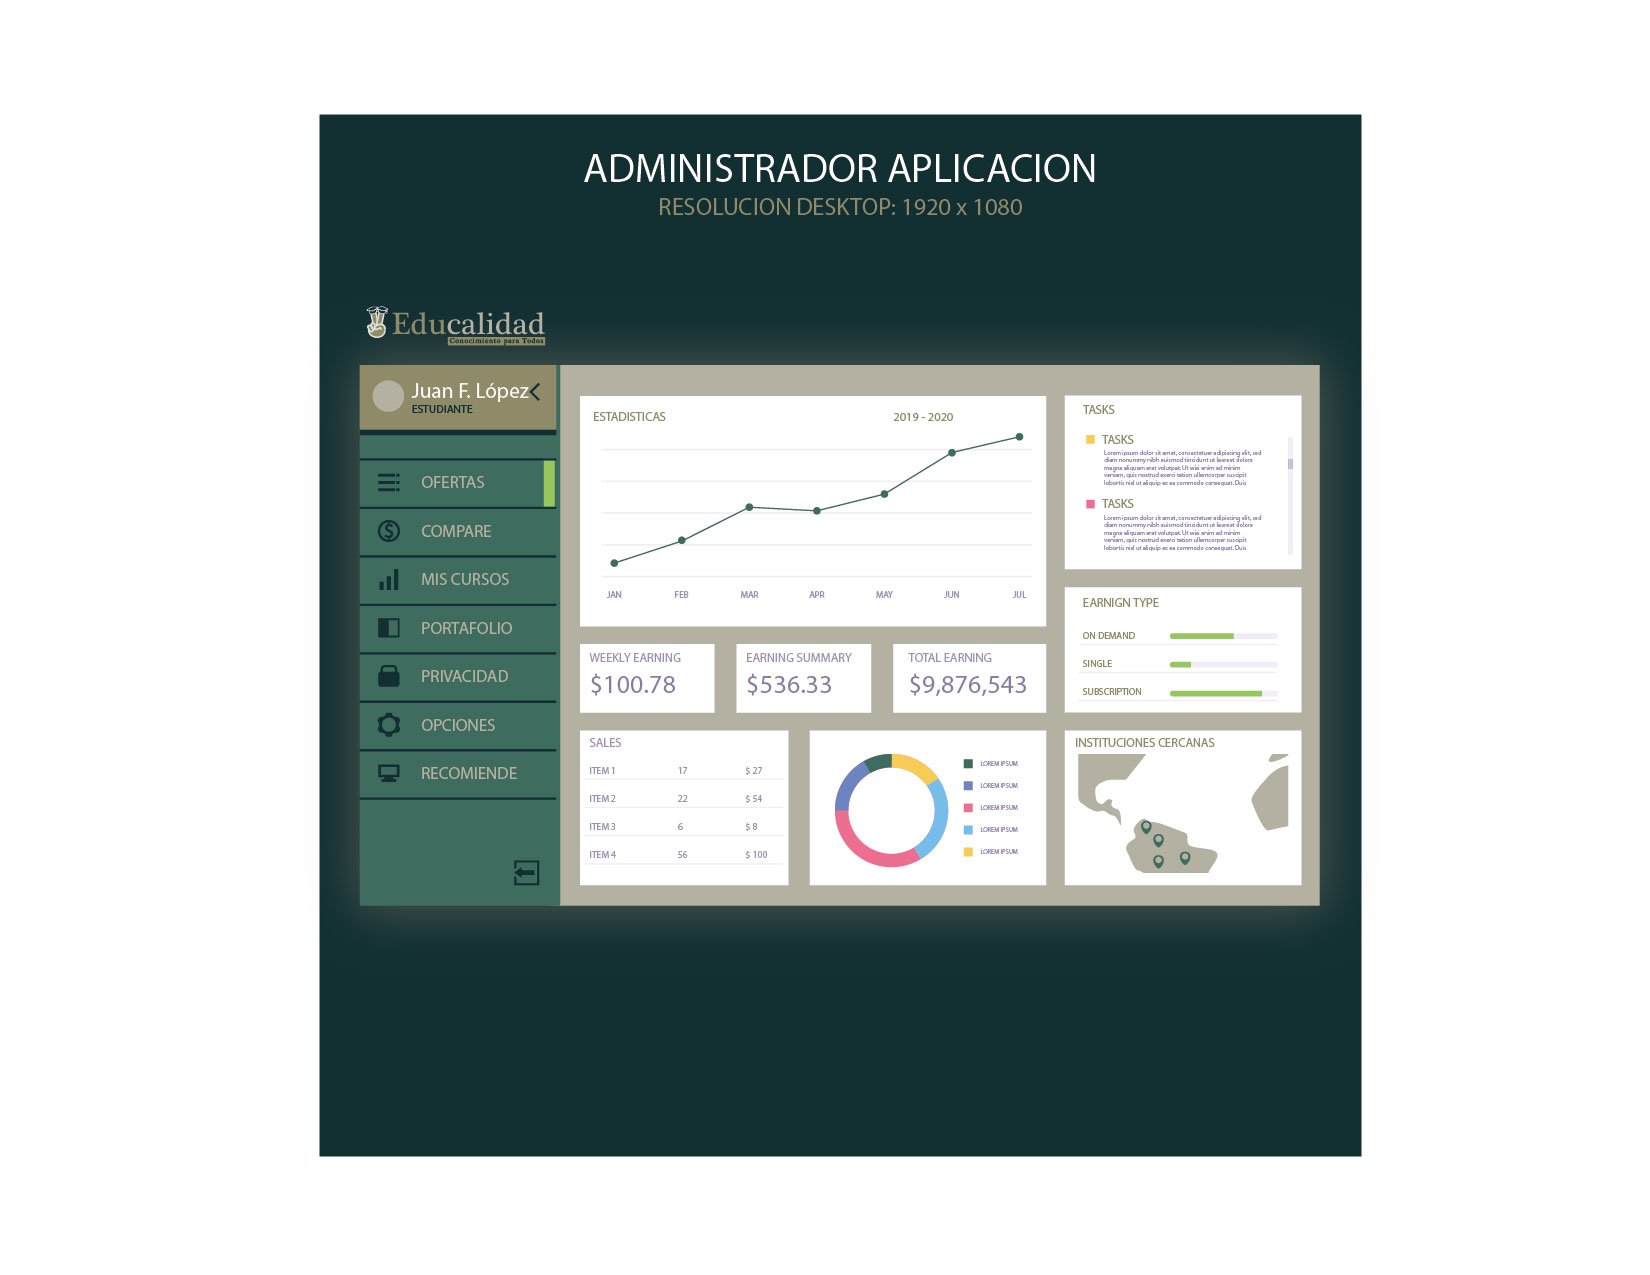 ADMINISTRADOR APLICACION
RESOLUCION DESKTOP: 1920 x 1080
Educalidad
Conocimiento para Todos
Juan F. López
ESTUDIANTE
OFERTAS
COMPARE
MIS CURSOS
PORTAFOLIO
PRIVACIDAD
OPCIONES
RECOMIENDE
ESTADISTICAS
2019 - 2020
JAN FEB MAR APR MAY JUN JUL
WEEKLY EARNING
$100.78
EARNING SUMMARY
$536.33
TOTAL EARNING
$9,876,543
SALES
ITEM 1 17 $ 27
ITEM 2 22 $ 54
ITEM 3 6 $ 8
ITEM 4 56 $ 100
LOREM IPSUM
LOREM IPSUM
LOREM IPSUM
LOREM IPSUM
LOREM IPSUM
TASKS
TASKS
Lorem ipsum dolor sit amet, consectetuer adipiscing elit, sed
diam nonummy nibh euismod tincidunt ut laoreet dolore
magna aliquam erat volutpat. Ut wisi enim ad minim
veniam, quis nostrud exerci tation ullamcorper suscipit
lobortis nisl ut aliquip ex ea commodo consequat. Duis
TASKS
Lorem ipsum dolor sit amet, consectetuer adipiscing elit, sed
diam nonummy nibh euismod tincidunt ut laoreet dolore
magna aliquam erat volutpat. Ut wisi enim ad minim
veniam, quis nostrud exerci tation ullamcorper suscipit
lobortis nisl ut aliquip ex ea commodo consequat. Duis
EARNIGN TYPE
ON DEMAND
SINGLE
SUBSCRIPTION
INSTITUCIONES CERCANAS